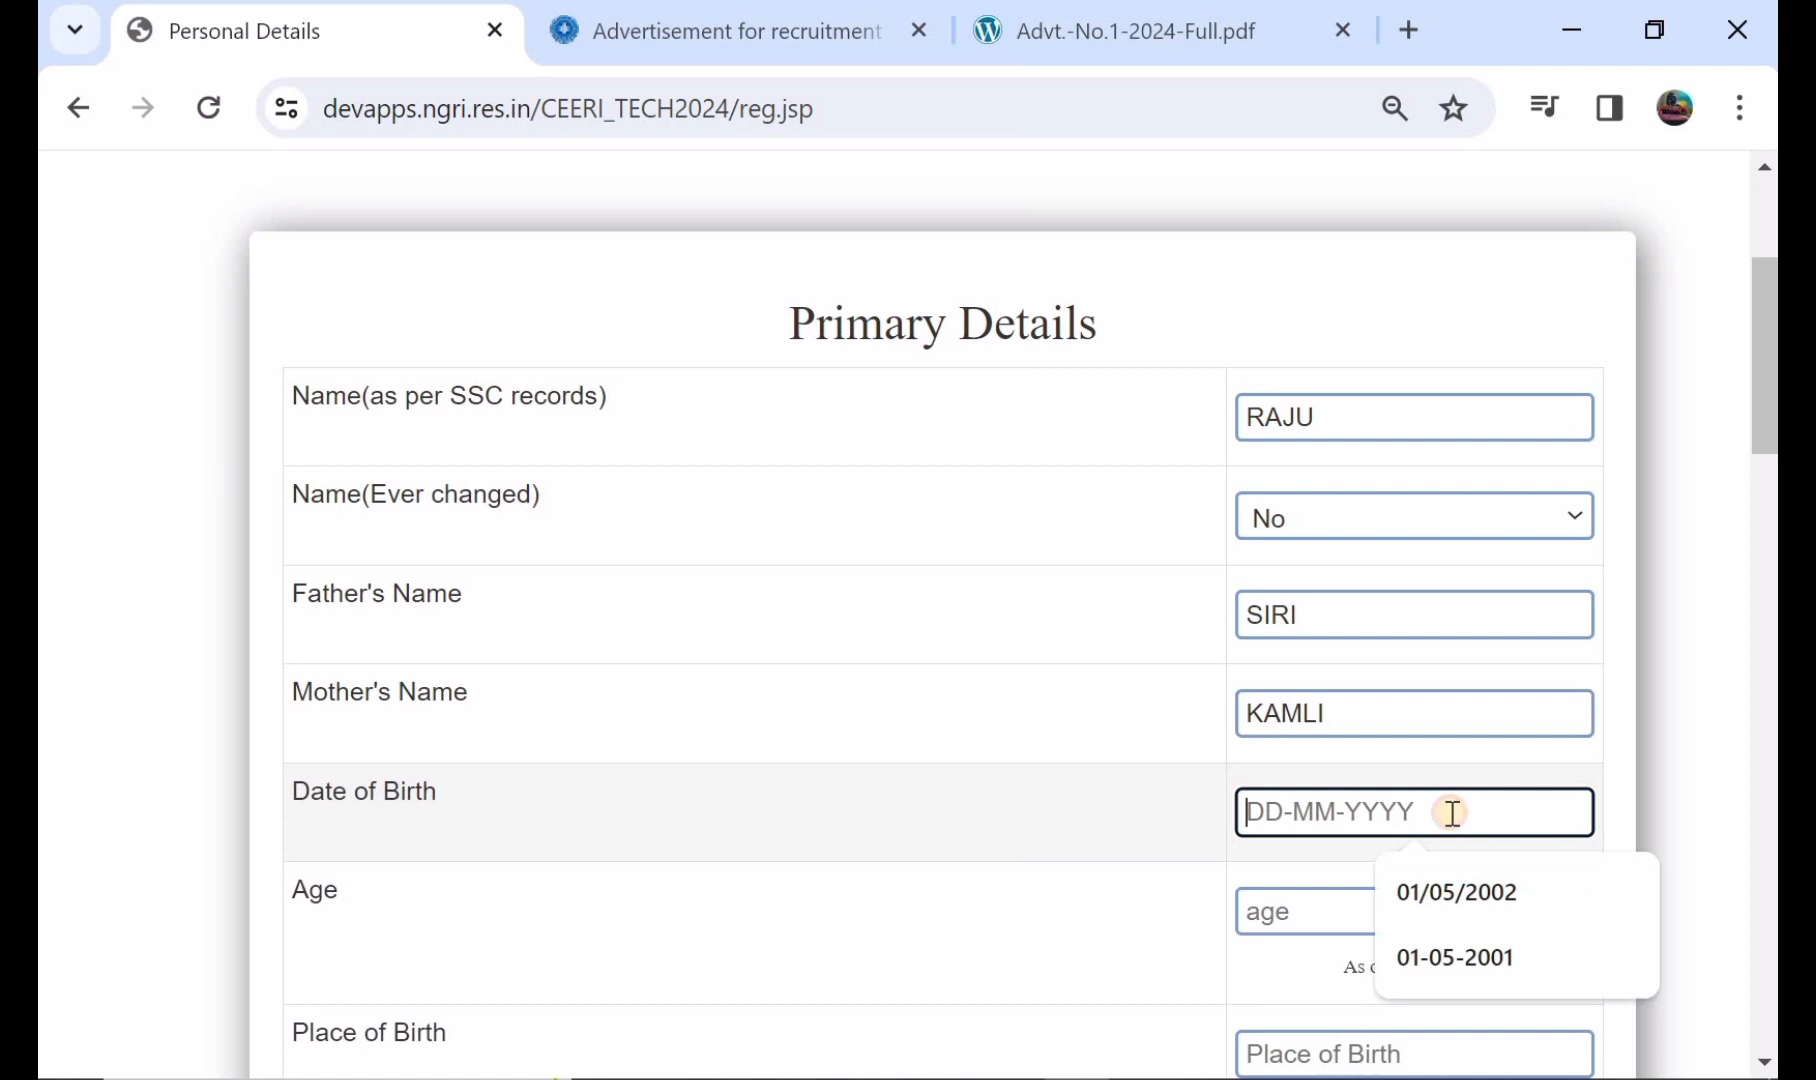 Personal Details
Advertisement for recruitment
Advt.-No.1-2024-Full.pdf
devapps.ngri.res.in/CEERI_TECH2024/reg.jsp
Primary Details
Name(as per SSC records)
RAJU
Name(Ever changed)
No
Father's Name
SIRI
Mother's Name
KAMLI
Date of Birth
DD-MM-YYYY
01/05/2002
Age
age
01-05-2001
As
Place of Birth
Place of Birth